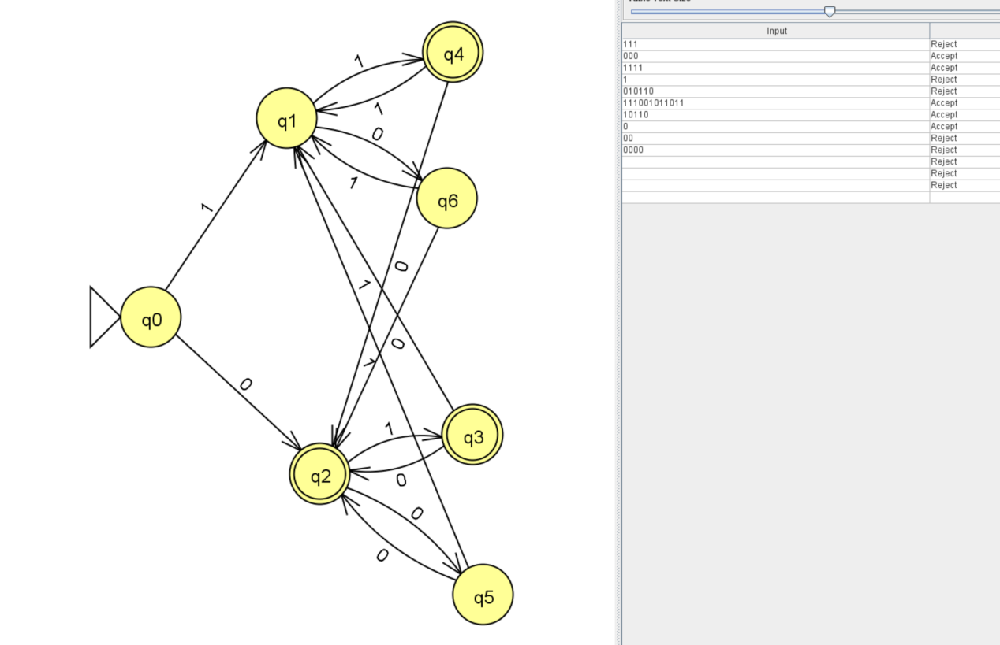 q4
1
1
q1
0
q6
1
1
0
q0
1
0
1
0
1
q3
q2
0
0
0
q5
Input
111 Reject
000 Accept
1111 Accept
1 Reject
010110 Reject
111001011011 Accept
10110 Accept
0 Accept
00 Reject
0000 Reject
Reject
Reject
Reject